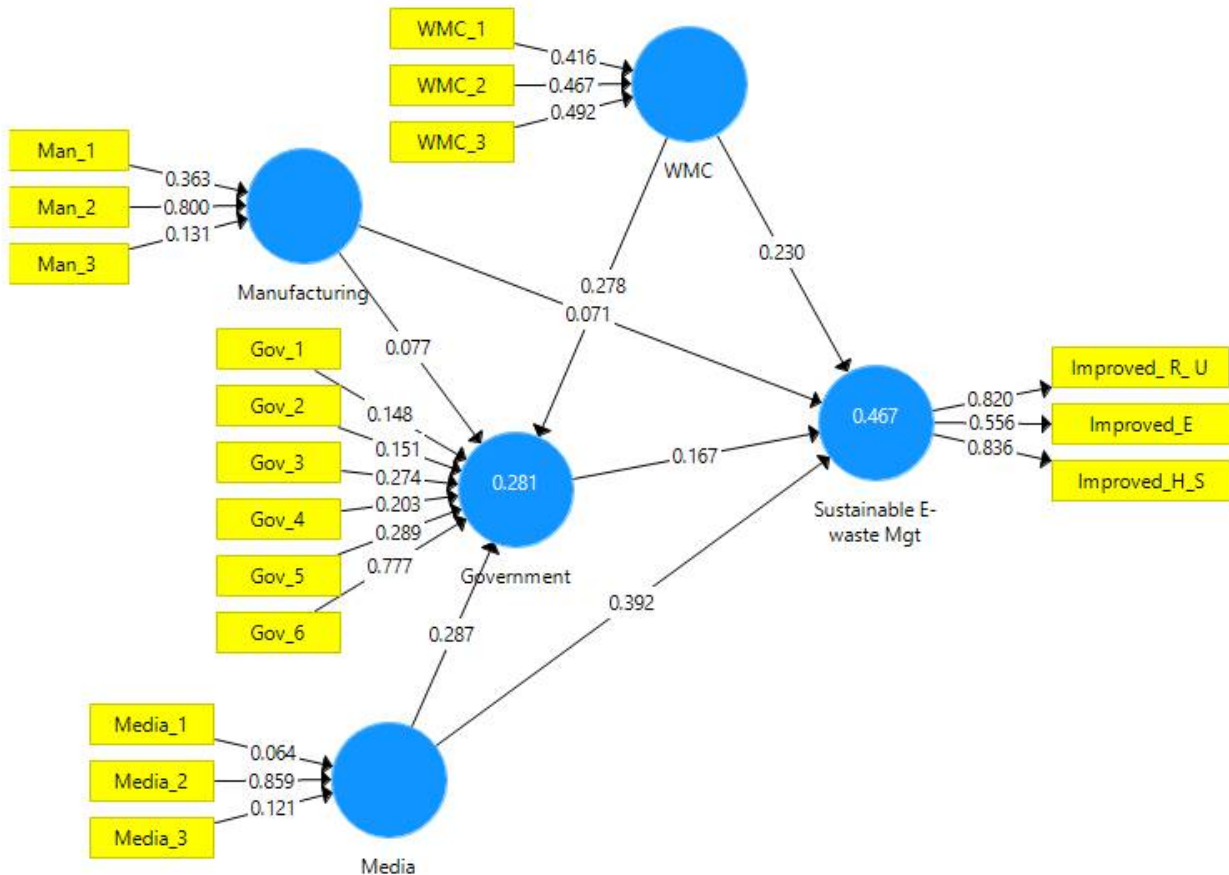 WMC_1
0.416
WMC_2
0.467
WMC_3
0.492
WMC
Man_1
0.363
Man_2
0.800
Man_3
0.131
Manufacturing
0.278
0.230
0.071
0.077
Gov_1
0.148
Gov_2
0.151
Gov_3
0.274
Gov_4
0.203
Gov_5
0.289
Gov_6
0.777
0.281
Government
0.167
0.467
Sustainable E-
waste Mgt
0.820
Improved_ R_ U
0.556
Improved_E
0.836
Improved_H_S
0.287
0.392
Media_1
0.064
Media_2
0.859
Media_3
0.121
Media